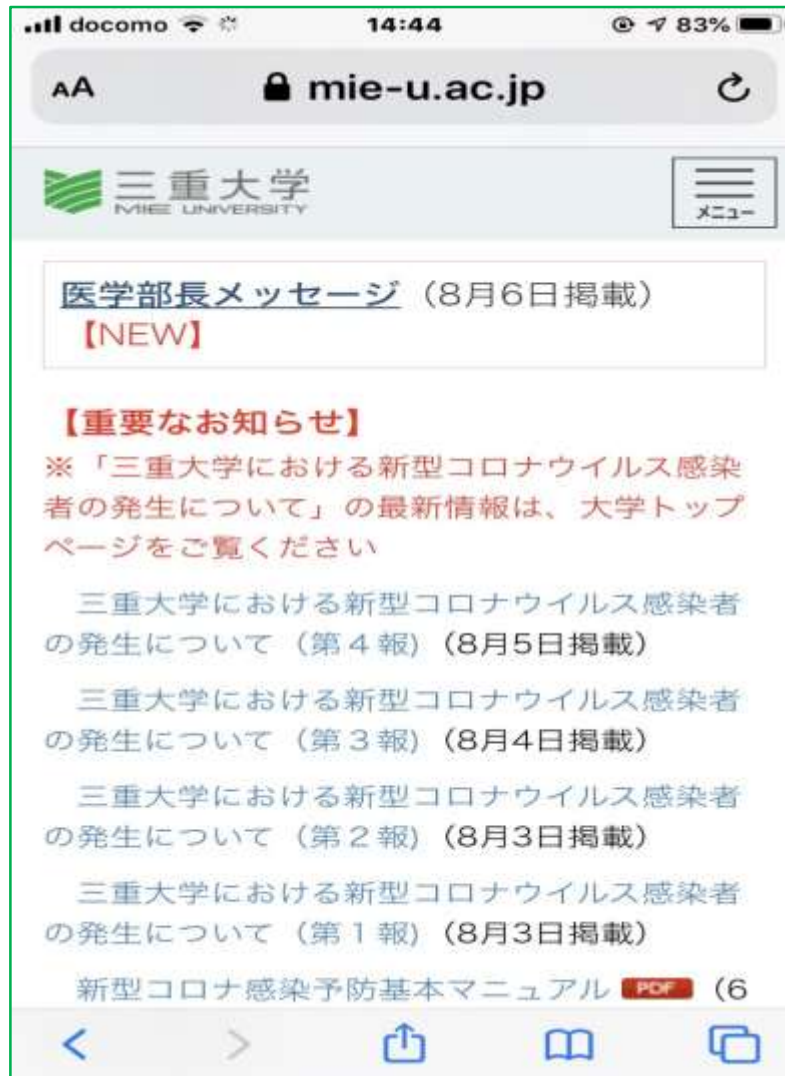 docomo 14:44 83%
AA mie-u.ac.jp
三重大学
MIE UNIVERSITY
メニュー
医学部長メッセージ（8月6日掲載）
【NEW】
【重要なお知らせ】
※「三重大学における新型コロナウイルス感染
者の発生について」の最新情報は、大学トップ
ページをご覧ください
三重大学における新型コロナウイルス感染者
の発生について（第４報)（8月5日掲載）
三重大学における新型コロナウイルス感染者
の発生について（第３報)（8月4日掲載）
三重大学における新型コロナウイルス感染者
の発生について（第２報)（8月3日掲載）
三重大学における新型コロナウイルス感染者
の発生について（第１報)（8月3日掲載）
新型コロナ感染予防基本マニュアル PDF（6